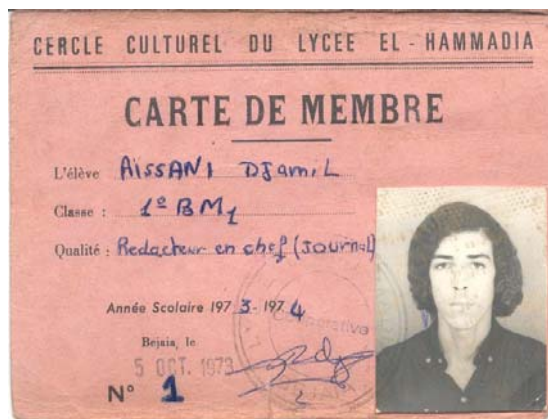 CERCLE CULTUREL DU LYCEE EL-HAMMADIA
CARTE DE MEMBRE
L'élève AïSSANI DJamiL
Classe : 1e BM1
Qualité : Redacteur en chef (Journal)
Année Scolaire 1973-1974
Bejaia, le
5 OCT. 1973
N° 1